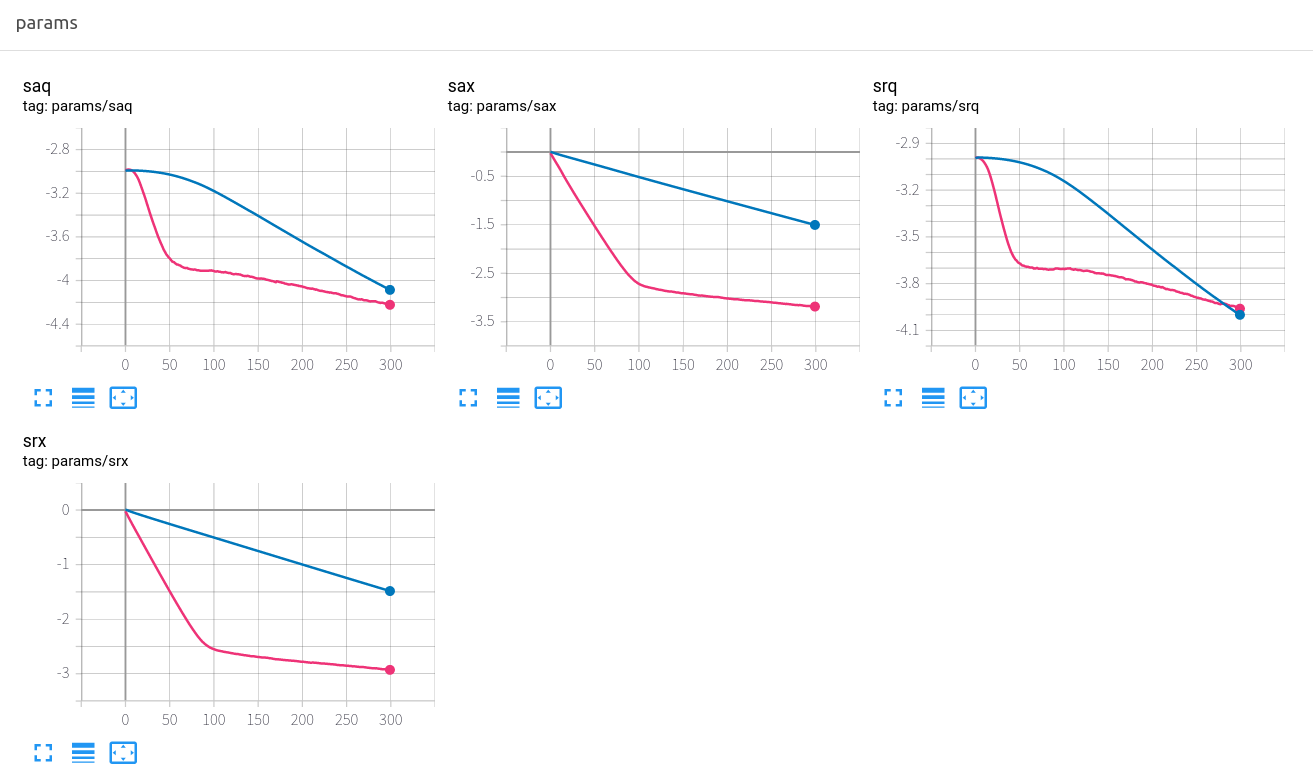 params
saq
tag: params/saq
-2.8
-3.2
-3.6
-4
-4.4
0 50 100 150 200 250 300
sax
tag: params/sax
-0.5
-1.5
-2.5
-3.5
0 50 100 150 200 250 300
srq
tag: params/srq
-2.9
-3.2
-3.5
-3.8
-4.1
0 50 100 150 200 250 300
srx
tag: params/srx
0
-1
-2
-3
0 50 100 150 200 250 300